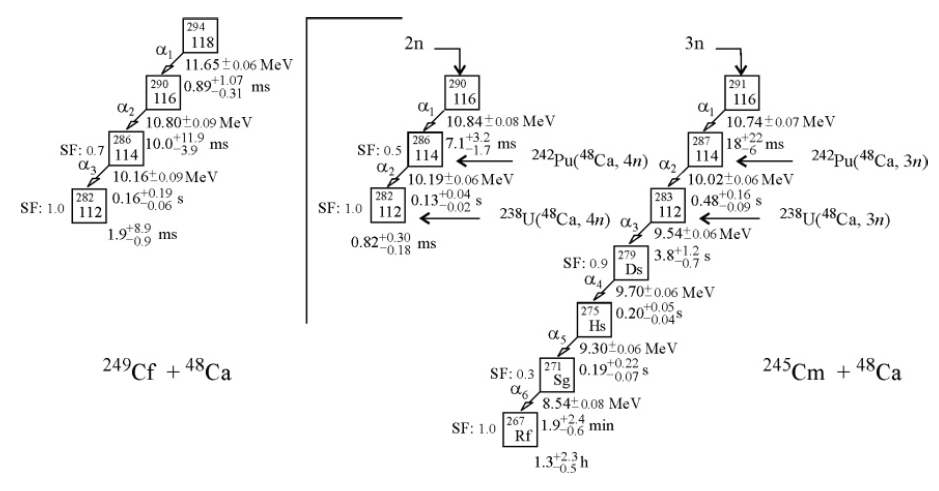 294
118
α₁
11.65±0.06 MeV
290
116
0.89+1.07−0.31 ms
α₂
10.80±0.09 MeV
SF: 0.7
286
114
10.0+11.9−3.9 ms
α₃
10.16±0.09 MeV
SF: 1.0
282
112
0.16+0.19−0.06 s
1.9+8.9−0.9 ms
²⁴⁹Cf + ⁴⁸Ca
2n
290
116
α₁
10.84±0.08 MeV
SF: 0.5
286
114
7.1+3.2−1.7 ms
²⁴²Pu(⁴⁸Ca, 4n)
α₂
10.19±0.06 MeV
SF: 1.0
282
112
0.13+0.04−0.02 s
²³⁸U(⁴⁸Ca, 4n)
0.82+0.30−0.18 ms
3n
291
116
α₁
10.74±0.07 MeV
287
114
18+22−6 ms
²⁴²Pu(⁴⁸Ca, 3n)
α₂
10.02±0.06 MeV
283
112
0.48+0.16−0.09 s
²³⁸U(⁴⁸Ca, 3n)
α₃
9.54±0.06 MeV
SF: 0.9
279
Ds
3.8+1.2−0.7 s
α₄
9.70±0.06 MeV
275
Hs
0.20+0.05−0.04 s
α₅
9.30±0.06 MeV
SF: 0.3
271
Sg
0.19+0.22−0.07 s
α₆
8.54±0.08 MeV
SF: 1.0
267
Rf
1.9+2.4−0.6 min
1.3+2.3−0.5 h
²⁴⁵Cm + ⁴⁸Ca